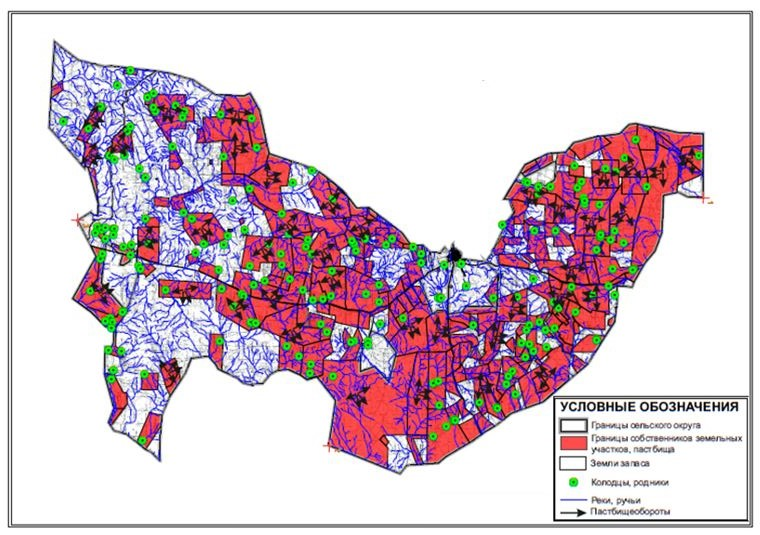 УСЛОВНЫЕ ОБОЗНАЧЕНИЯ
Границы сельского округа
Границы собственников земельных
участков, пастбища
Земли запаса
Колодцы, родники
Реки, ручьи
Пастбищеобороты